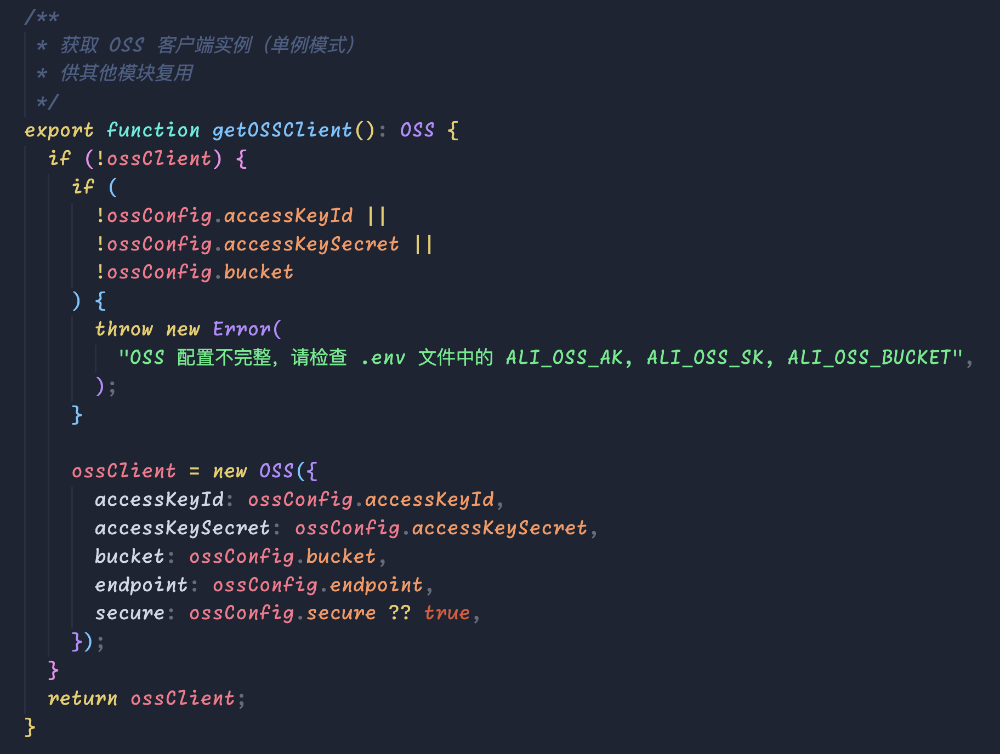 /**
 * 获取 OSS 客户端实例（单例模式）
 * 供其他模块复用
 */
export function getOSSClient(): OSS {
  if (!ossClient) {
    if (
      !ossConfig.accessKeyId ||
      !ossConfig.accessKeySecret ||
      !ossConfig.bucket
    ) {
      throw new Error(
        "OSS 配置不完整，请检查 .env 文件中的 ALI_OSS_AK, ALI_OSS_SK, ALI_OSS_BUCKET",
      );
    }

    ossClient = new OSS({
      accessKeyId: ossConfig.accessKeyId,
      accessKeySecret: ossConfig.accessKeySecret,
      bucket: ossConfig.bucket,
      endpoint: ossConfig.endpoint,
      secure: ossConfig.secure ?? true,
    });
  }
  return ossClient;
}